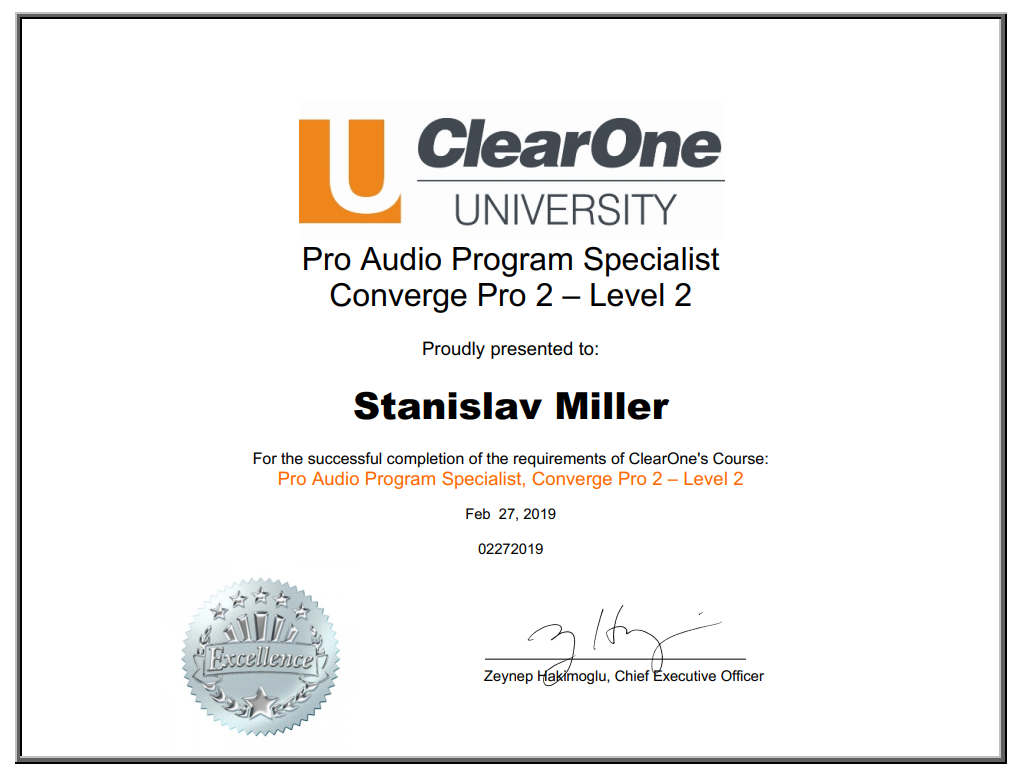 U ClearOne
UNIVERSITY
Pro Audio Program Specialist
Converge Pro 2 – Level 2
Proudly presented to:
Stanislav Miller
For the successful completion of the requirements of ClearOne's Course:
Pro Audio Program Specialist, Converge Pro 2 – Level 2
Feb 27, 2019
02272019
Excellence
Zeynep Hakimoglu, Chief Executive Officer